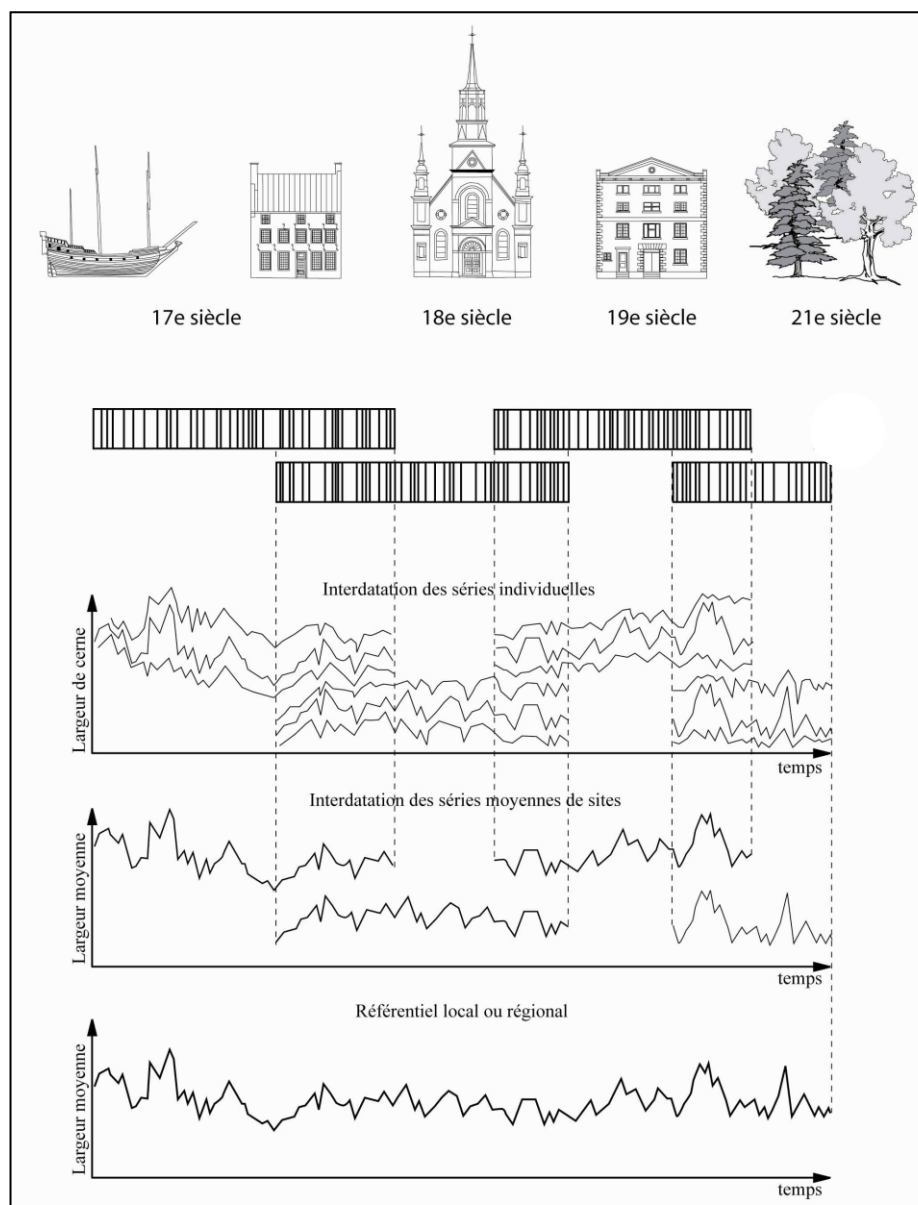 17e siècle
18e siècle
19e siècle
21e siècle
Interdatation des séries individuelles
Largeur de cerne
temps
Interdatation des séries moyennes de sites
Largeur moyenne
temps
Référentiel local ou régional
Largeur moyenne
temps